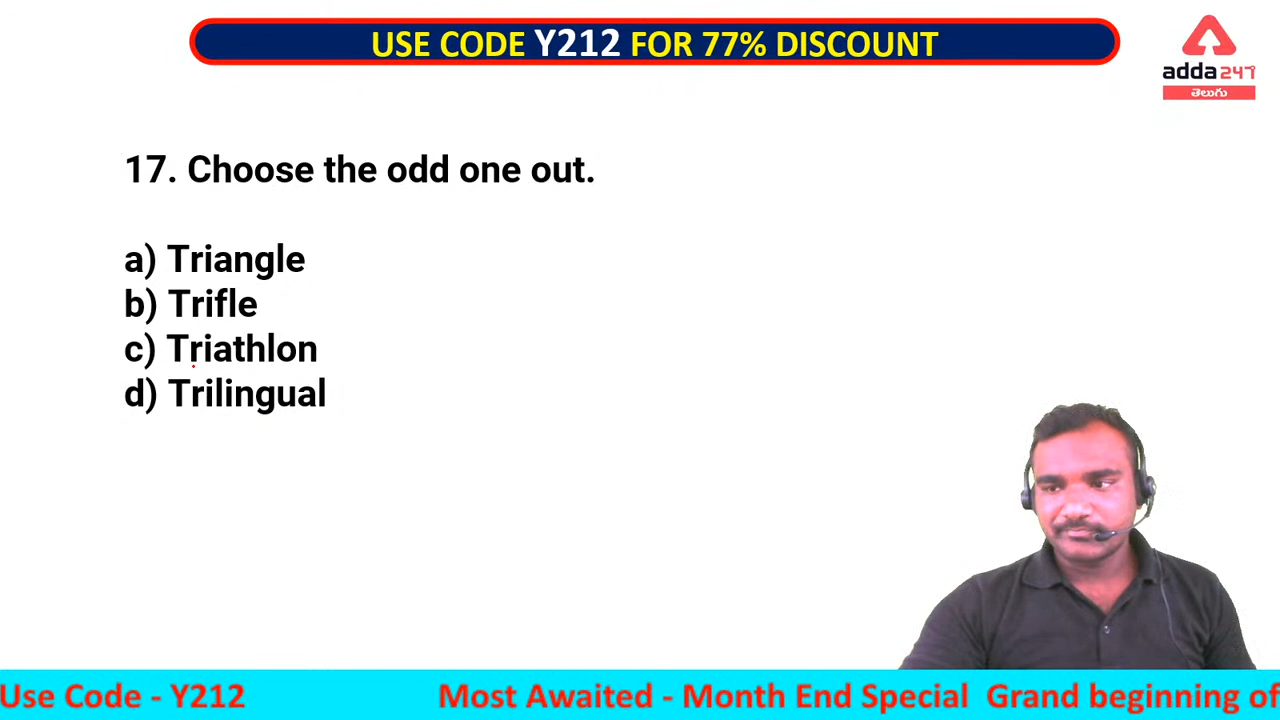 USE CODE Y212 FOR 77% DISCOUNT
adda247
తెలుగు
17. Choose the odd one out.
a) Triangle
b) Trifle
c) Triathlon
d) Trilingual
Use Code - Y212 Most Awaited - Month End Special Grand beginning of